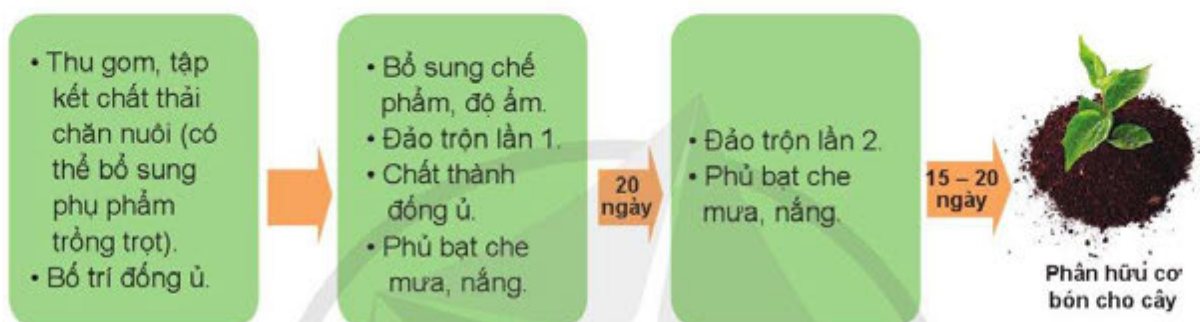 • Thu gom, tập
kết chất thải
chăn nuôi (có
thể bổ sung
phụ phẩm
trồng trọt).
• Bố trí đống ủ.
• Bổ sung chế
phẩm, độ ẩm.
• Đảo trộn lần 1.
• Chất thành
đống ủ.
• Phủ bạt che
mưa, nắng.
20
ngày
• Đảo trộn lần 2.
• Phủ bạt che
mưa, nắng.
15 – 20
ngày
Phân hữu cơ
bón cho cây